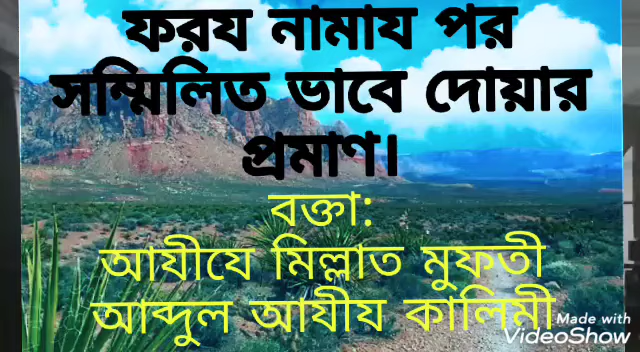 ফরয নামায পর
সম্মিলিত ভাবে দোয়ার
প্রমাণ।
বক্তা:
আযীযে মিল্লাত মুফতী
আব্দুল আযীয কালিমী
Made with
VideoShow